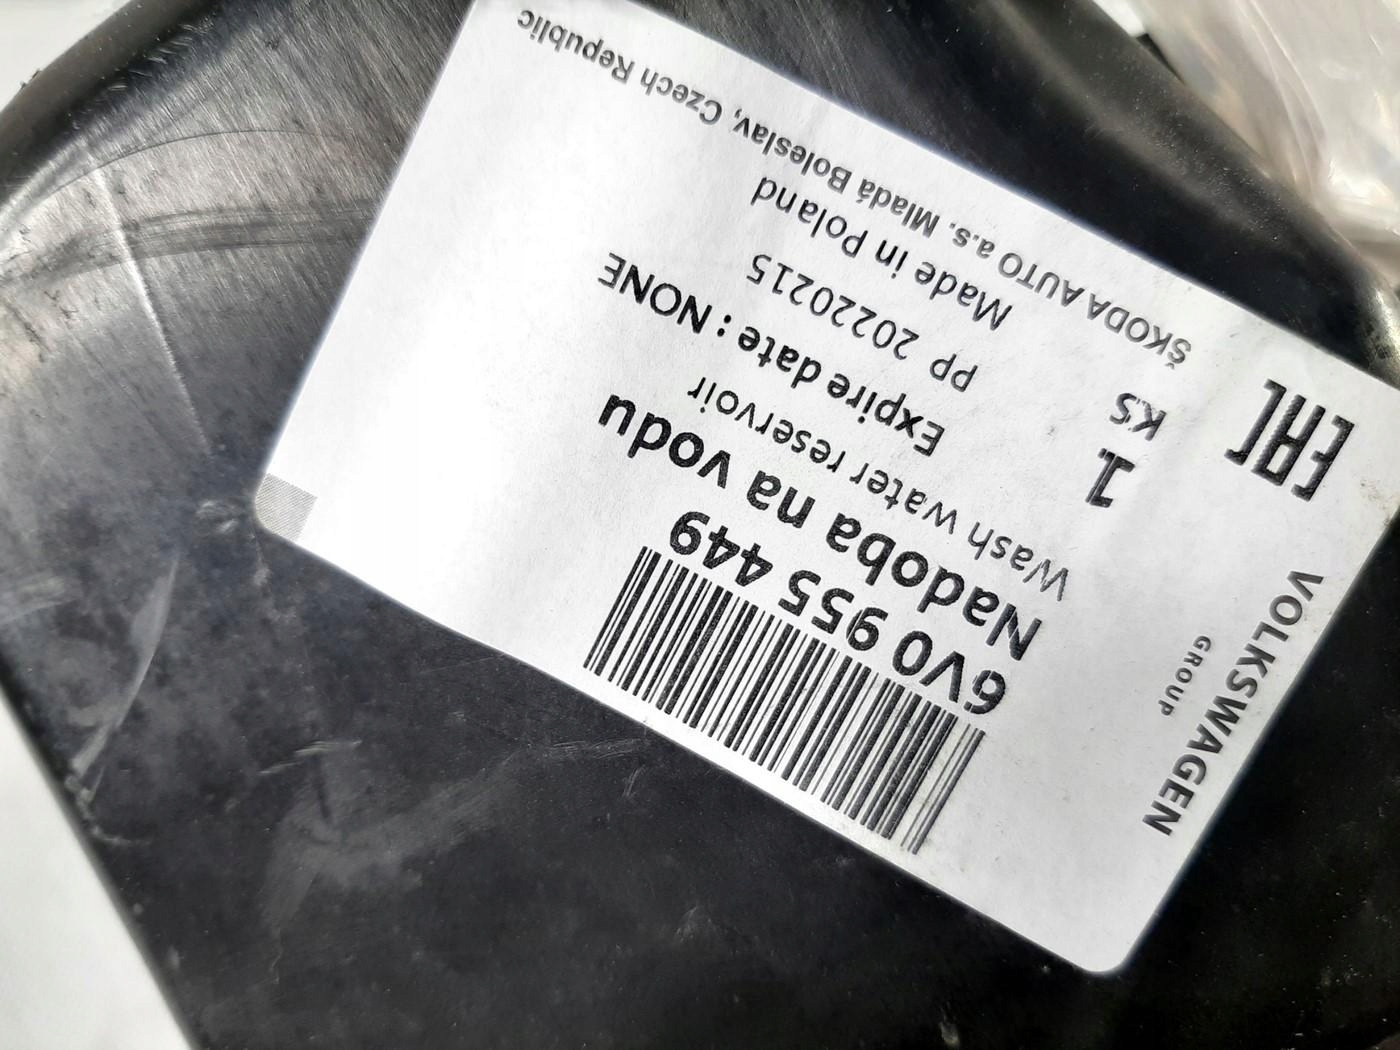 VOLKSWAGEN
GROUP
6V0 955 449
Nadoba na vodu
Wash water reservoir
Expire date : NONE
PP 20220215
Made in Poland
1
KS
EAC
ŠKODA AUTO a.s. Mladá Boleslav, Czech Republic